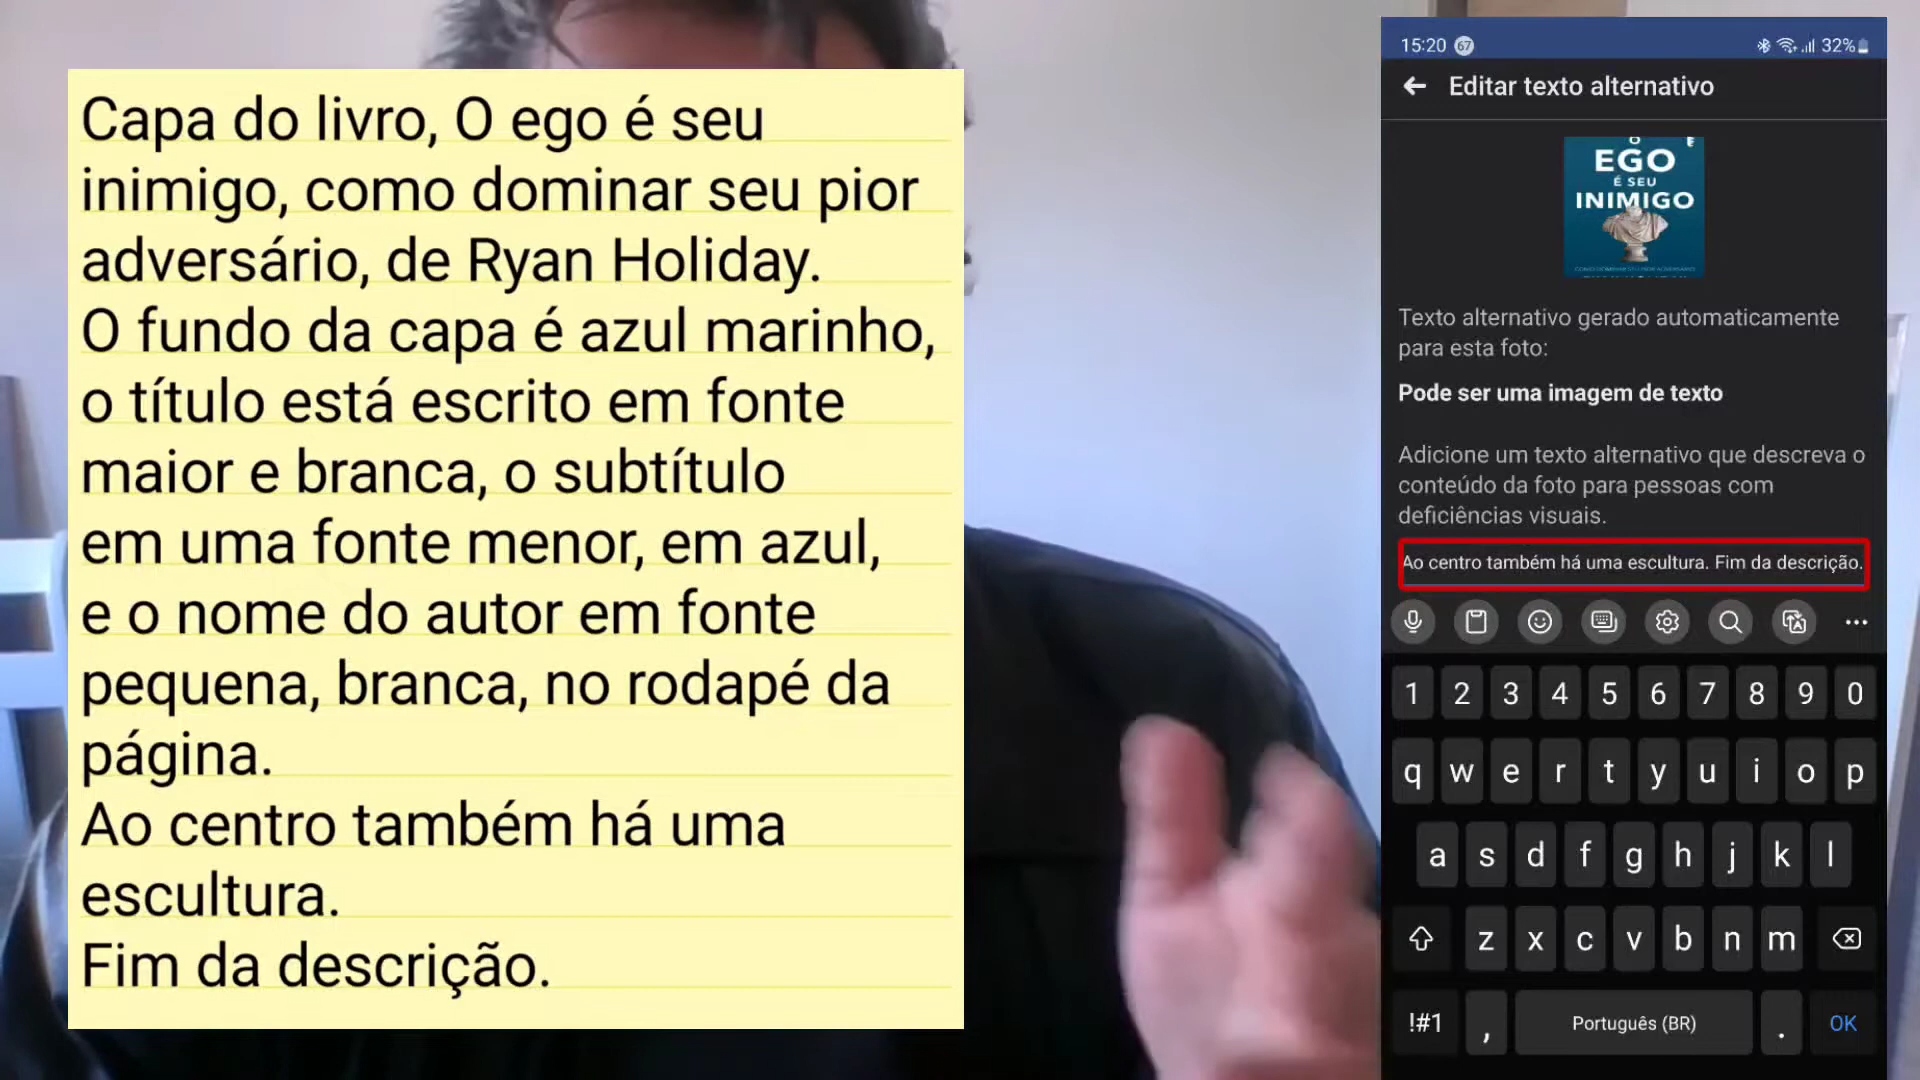 Capa do livro, O ego é seu
inimigo, como dominar seu pior
adversário, de Ryan Holiday.
O fundo da capa é azul marinho,
o título está escrito em fonte
maior e branca, o subtítulo
em uma fonte menor, em azul,
e o nome do autor em fonte
pequena, branca, no rodapé da
página.
Ao centro também há uma
escultura.
Fim da descrição.
15:20 67 32%
Editar texto alternativo
O É
EGO
É SEU
INIMIGO
COMO DOMINAR SEU PIOR ADVERSÁRIO
Texto alternativo gerado automaticamente
para esta foto:
Pode ser uma imagem de texto
Adicione um texto alternativo que descreva o
conteúdo da foto para pessoas com
deficiências visuais.
Ao centro também há uma escultura. Fim da descrição.
1 2 3 4 5 6 7 8 9 0
q w e r t y u i o p
a s d f g h j k l
z x c v b n m
!#1 , Português (BR) . OK